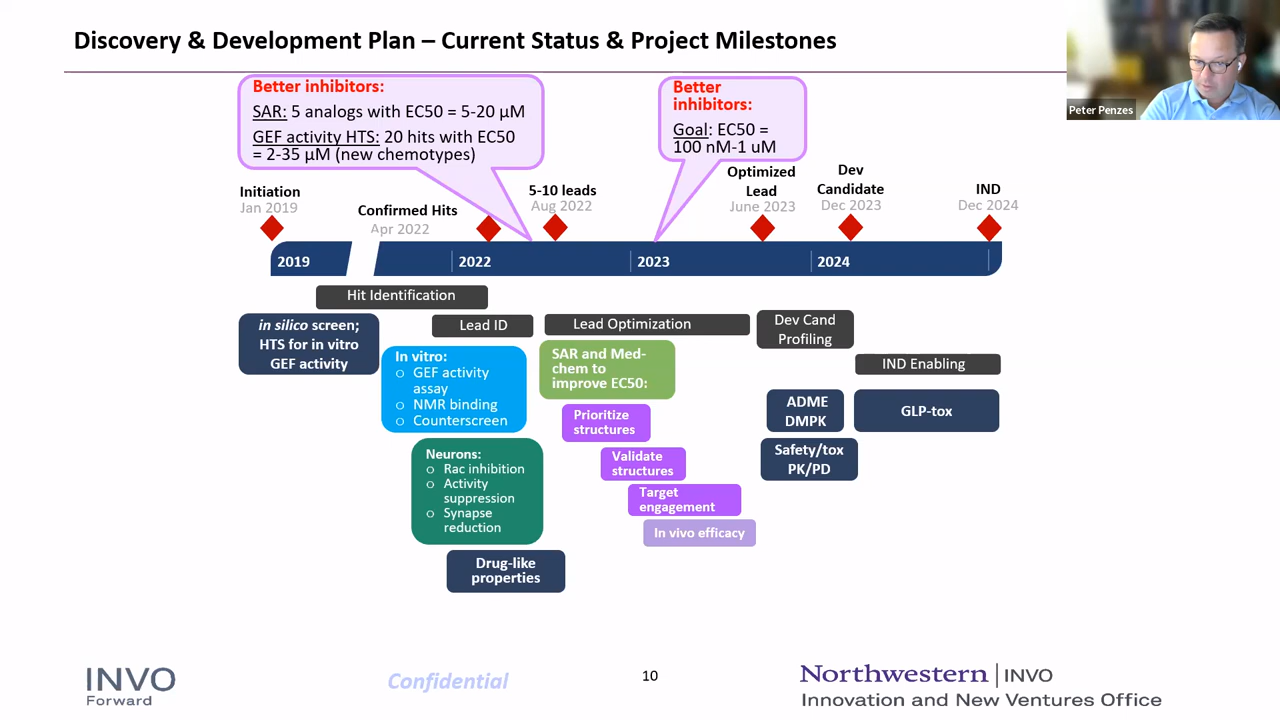 Discovery & Development Plan – Current Status & Project Milestones
Peter Penzes
Better inhibitors:
SAR: 5 analogs with EC50 = 5-20 µM
GEF activity HTS: 20 hits with EC50
= 2-35 µM (new chemotypes)
Better
inhibitors:
Goal: EC50 =
100 nM-1 uM
Initiation
Jan 2019
Confirmed Hits
Apr 2022
5-10 leads
Aug 2022
Optimized
Lead
June 2023
Dev
Candidate
Dec 2023
IND
Dec 2024
2019
2022
2023
2024
Hit Identification
Lead ID
Lead Optimization
Dev Cand
Profiling
IND Enabling
in silico screen;
HTS for in vitro
GEF activity
In vitro:
o GEF activity
assay
o NMR binding
o Counterscreen
Neurons:
o Rac inhibition
o Activity
suppression
o Synapse
reduction
Drug-like
properties
SAR and Med-
chem to
improve EC50:
Prioritize
structures
Validate
structures
Target
engagement
In vivo efficacy
ADME
DMPK
Safety/tox
PK/PD
GLP-tox
INVO
Forward
Confidential
10
Northwestern | INVO
Innovation and New Ventures Office